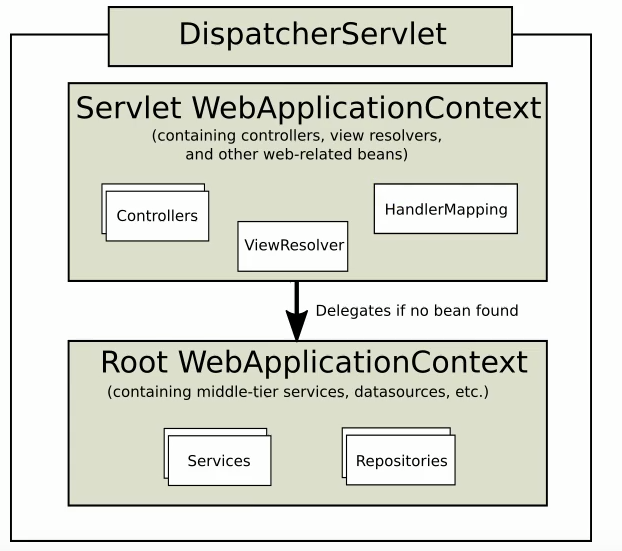 DispatcherServlet
Servlet WebApplicationContext
(containing controllers, view resolvers,
and other web-related beans)
Controllers
HandlerMapping
ViewResolver
Delegates if no bean found
Root WebApplicationContext
(containing middle-tier services, datasources, etc.)
Services
Repositories